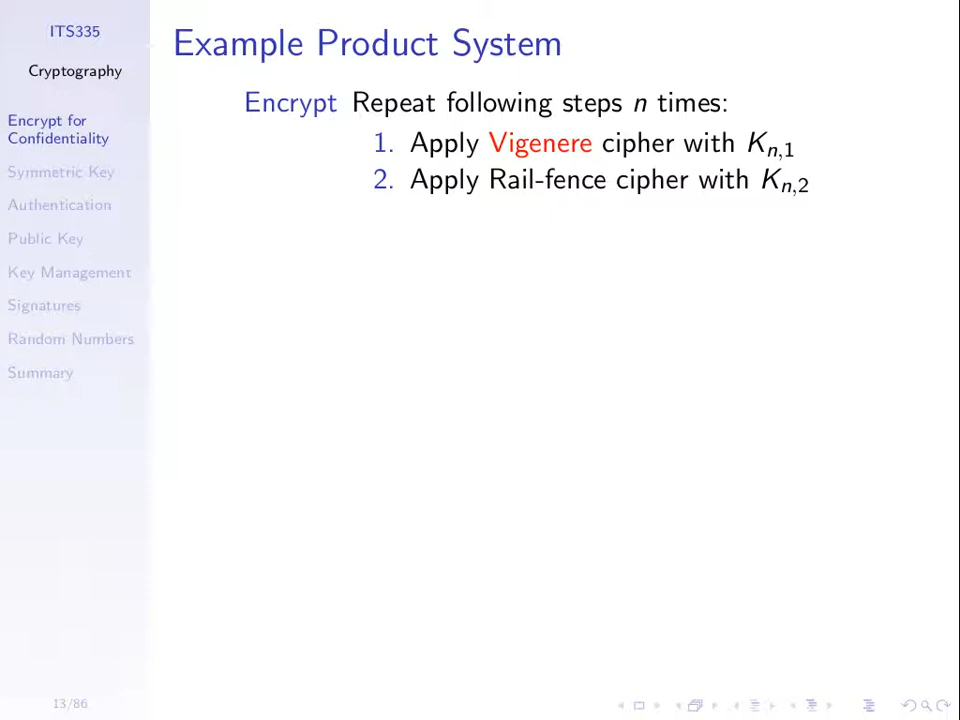 ITS335
Cryptography
Encrypt for
Confidentiality
Symmetric Key
Authentication
Public Key
Key Management
Signatures
Random Numbers
Summary
13/86
Example Product System
Encrypt Repeat following steps n times:
1. Apply Vigenere cipher with Kn,1
2. Apply Rail-fence cipher with Kn,2